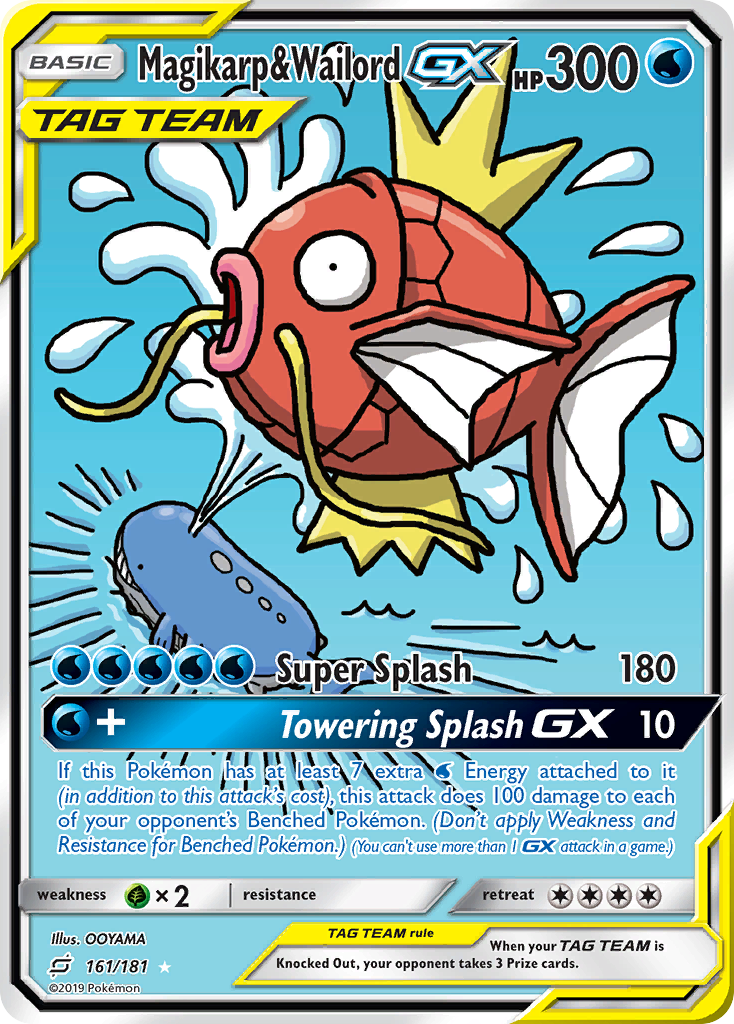 BASIC Magikarp&Wailord GX HP300
TAG TEAM
Super Splash 180
+ Towering Splash GX 10
If this Pokémon has at least 7 extra Energy attached to it
(in addition to this attack's cost), this attack does 100 damage to each
of your opponent's Benched Pokémon. (Don't apply Weakness and
Resistance for Benched Pokémon.) (You can't use more than 1 GX attack in a game.)
weakness ×2 resistance retreat
Illus. OOYAMA
161/181
©2019 Pokémon
TAG TEAM rule
When your TAG TEAM is
Knocked Out, your opponent takes 3 Prize cards.